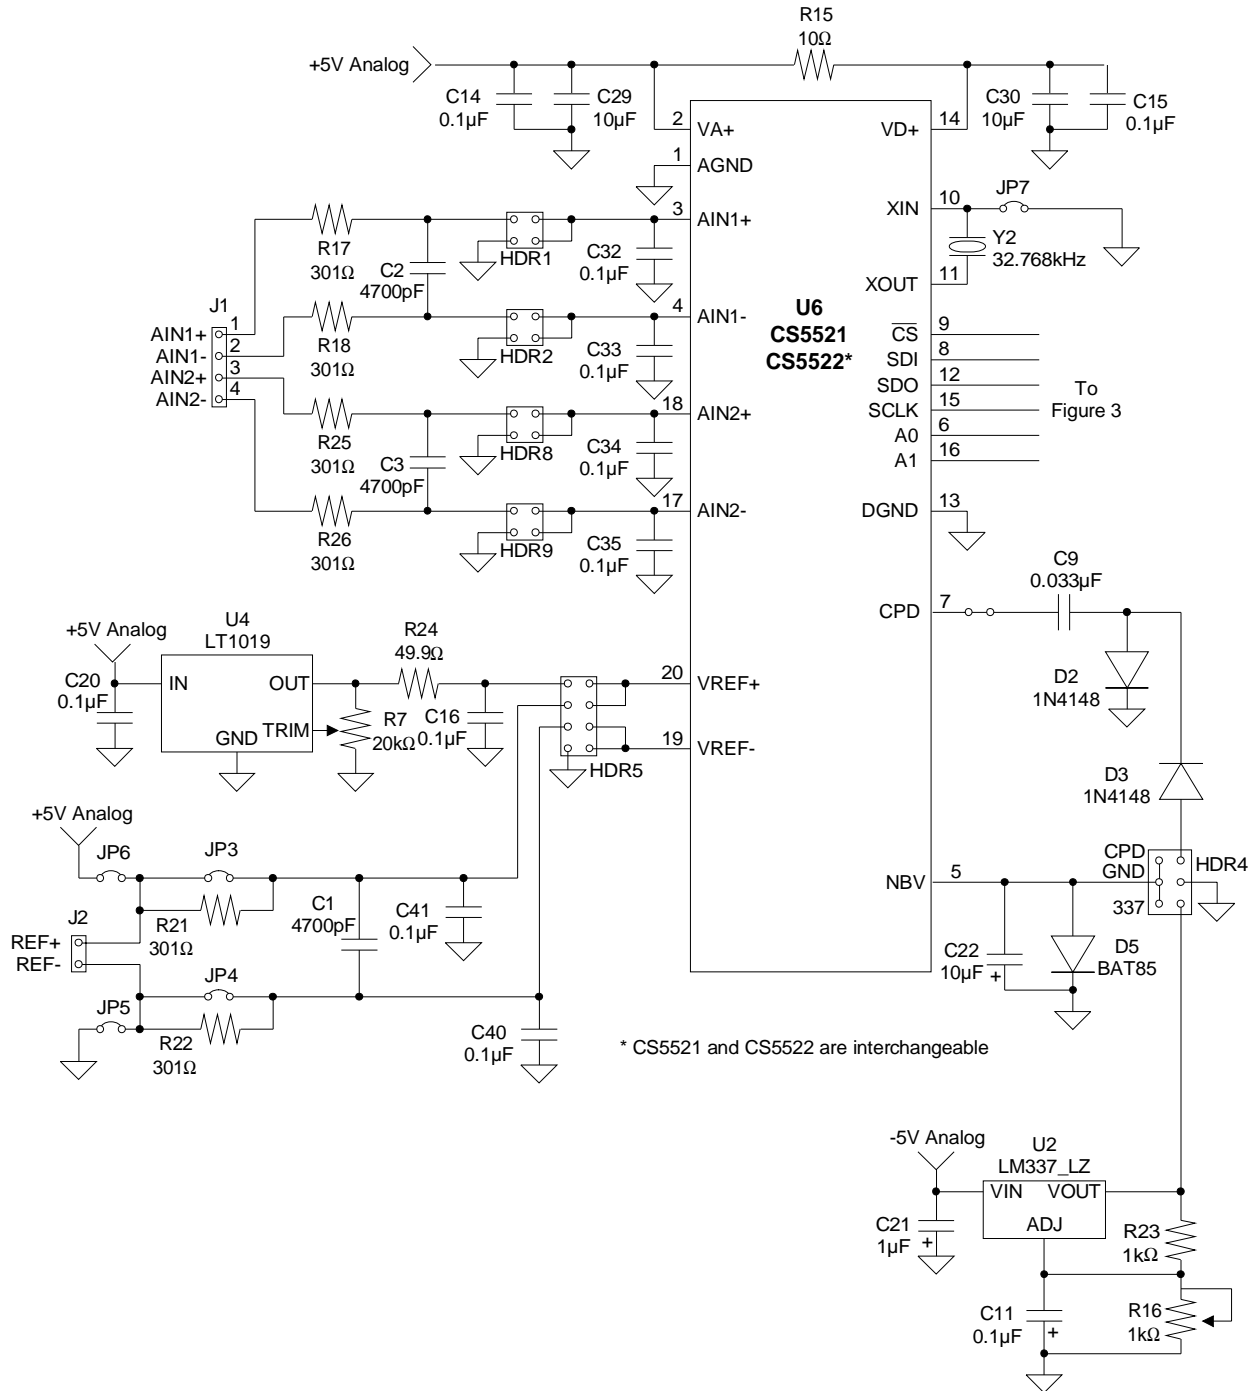 R15
10Ω
+5V Analog
C14
0.1µF
C29
10µF
C30
10µF
C15
0.1µF
2
VA+
VD+
14
1
AGND
XIN
10
JP7
Y2
32.768kHz
XOUT
11
U6
CS5521
CS5522*
R17
301Ω
C2
4700pF
HDR1
C32
0.1µF
3
AIN1+
J1
AIN1+
1
AIN1-
2
AIN2+
3
AIN2-
4
R18
301Ω
HDR2
C33
0.1µF
4
AIN1-
CS
9
SDI
8
SDO
12
SCLK
15
A0
6
A1
16
To
Figure 3
R25
301Ω
C3
4700pF
HDR8
C34
0.1µF
18
AIN2+
R26
301Ω
HDR9
C35
0.1µF
17
AIN2-
DGND
13
CPD
7
C9
0.033µF
D2
1N4148
D3
1N4148
+5V Analog
C20
0.1µF
U4
LT1019
IN
OUT
TRIM
GND
R24
49.9Ω
R7
20kΩ
C16
0.1µF
HDR5
20
VREF+
19
VREF-
+5V Analog
JP6
JP3
R21
301Ω
J2
REF+
REF-
JP4
JP5
R22
301Ω
C1
4700pF
C41
0.1µF
C40
0.1µF
NBV
5
CPD
GND
337
HDR4
C22
10µF
+
D5
BAT85
* CS5521 and CS5522 are interchangeable
-5V Analog
U2
LM337_LZ
VIN
VOUT
ADJ
C21
1µF
+
R23
1kΩ
C11
0.1µF
+
R16
1kΩ